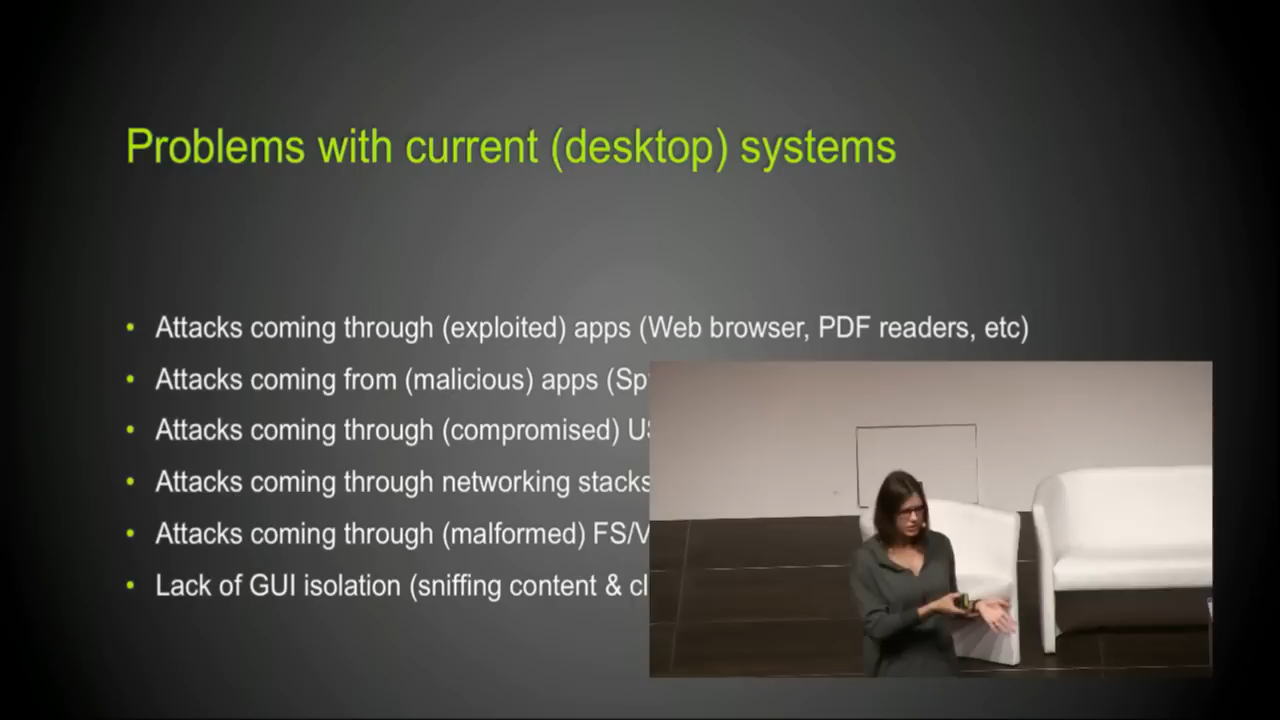 Problems with current (desktop) systems
• Attacks coming through (exploited) apps (Web browser, PDF readers, etc)
• Attacks coming from (malicious) apps
• Attacks coming through (compromised)
• Attacks coming through networking stacks
• Attacks coming through (malformed)
• Lack of GUI isolation (sniffing content &